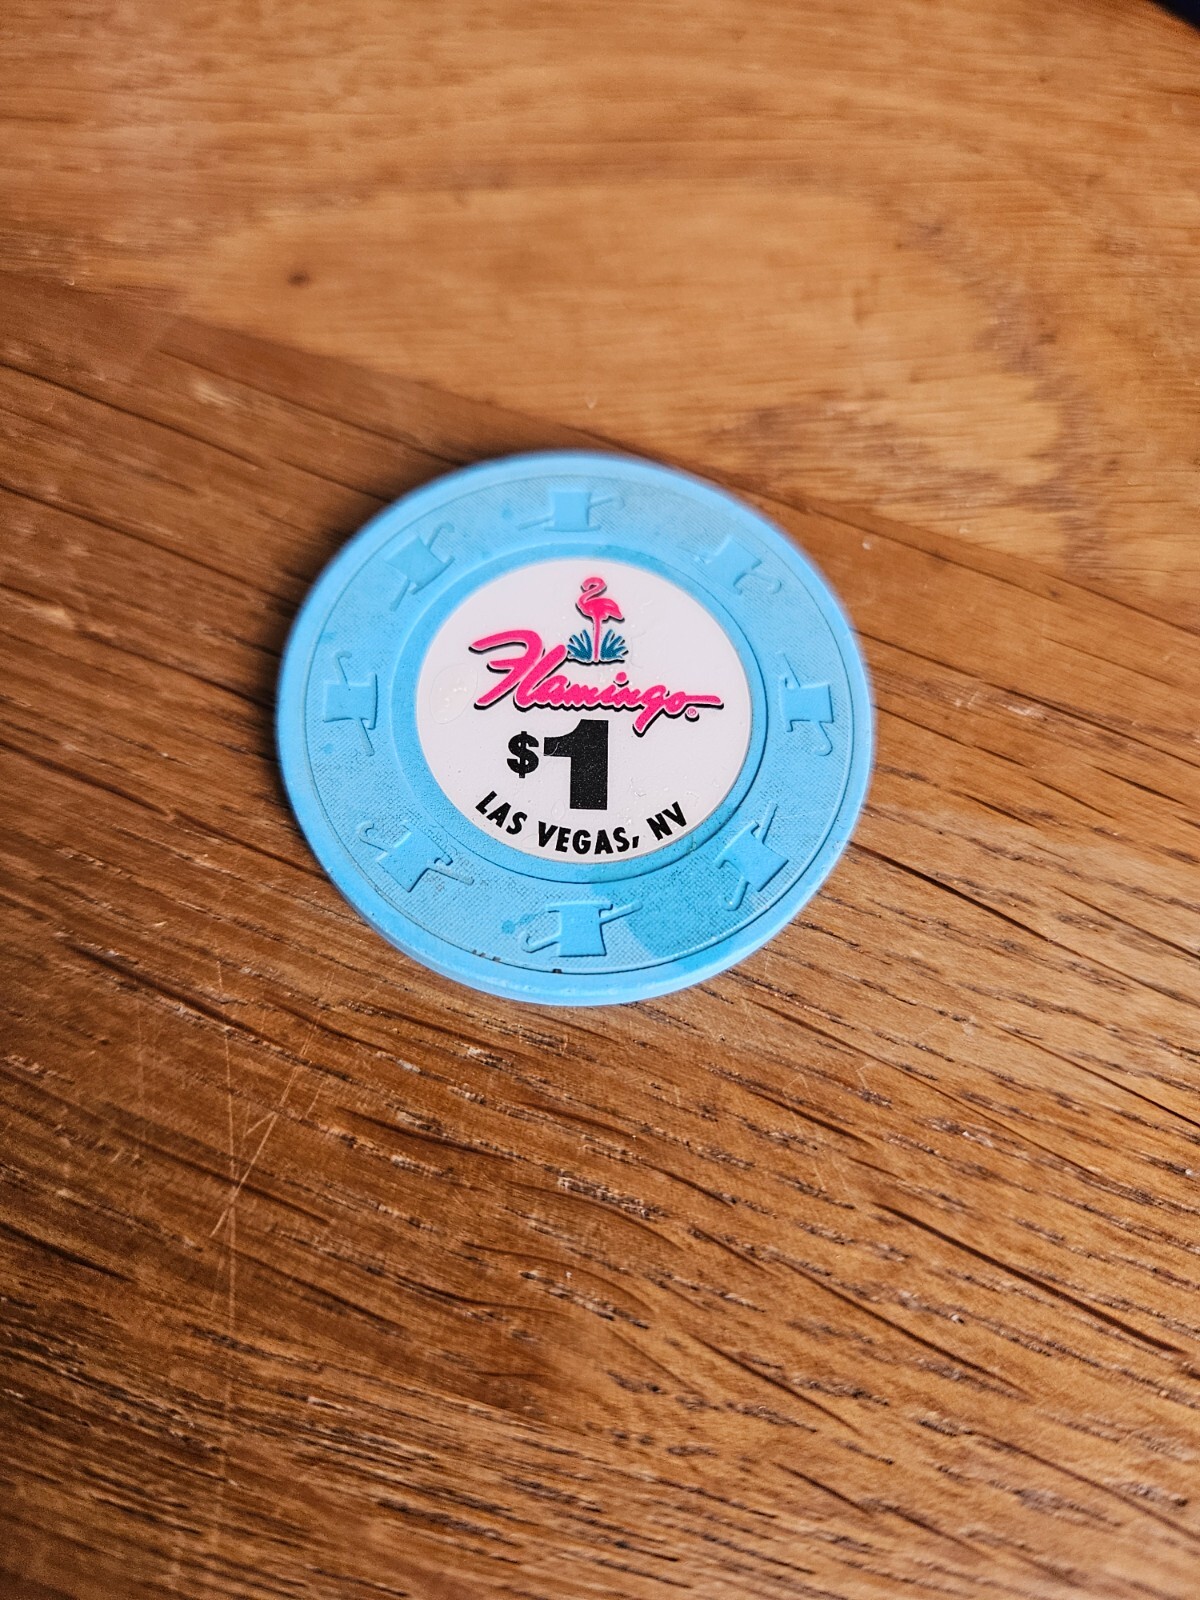 Flamingo®
$1
LAS VEGAS, NV